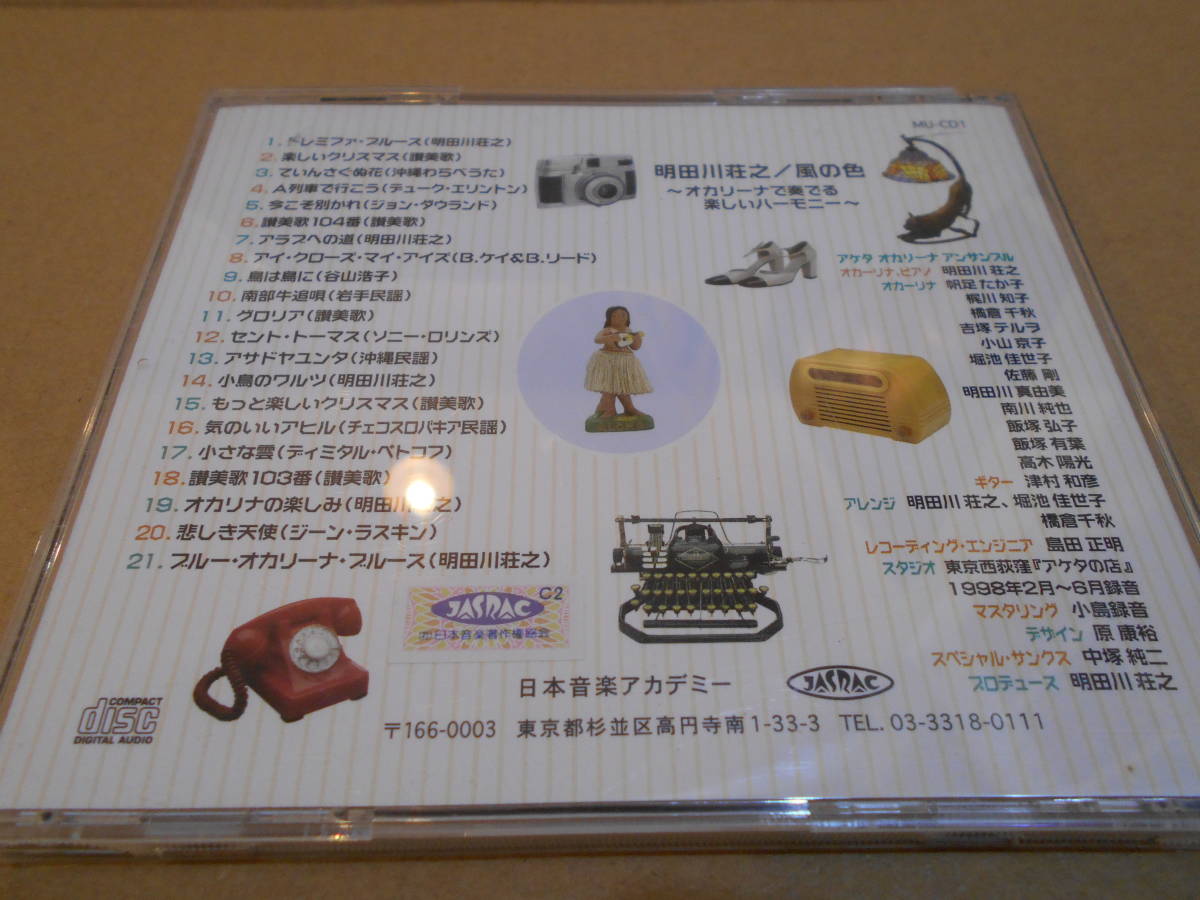 MU-CD1
明田川荘之/風の色
〜オカリーナで奏でる
楽しいハーモニー〜
1. ドレミファ・ブルース(明田川荘之)
2. 楽しいクリスマス(讃美歌)
3. てぃんさぐぬ花(沖縄わらべうた)
4. A列車で行こう(デューク・エリントン)
5. 今こそ別かれ(ジョン・ダウランド)
6. 讃美歌104番(讃美歌)
7. アラブへの道(明田川荘之)
8. アイ・クローズ・マイ・アイズ(B.ケイ&B.リード)
9. 鳥は鳥に(谷山浩子)
10. 南部牛追唄(岩手民謡)
11. グロリア(讃美歌)
12. セント・トーマス(ソニー・ロリンズ)
13. アサドヤユンタ(沖縄民謡)
14. 小鳥のワルツ(明田川荘之)
15. もっと楽しいクリスマス(讃美歌)
16. 気のいいアヒル(チェコスロバキア民謡)
17. 小さな雲(ディミタル・ペトコフ)
18. 讃美歌103番(讃美歌)
19. オカリナの楽しみ(明田川荘之)
20. 悲しき天使(ジーン・ラスキン)
21. ブルー・オカリーナ・ブルース(明田川荘之)
アケタ オカリーナ アンサンブル
オカーリナ、ピアノ 明田川 荘之
オカーリナ 帆足 たか子
梶川 知子
橋倉 千秋
吉塚 テルヲ
小山 京子
堀池 佳世子
佐藤 剛
明田川 真由美
南川 純也
飯塚 弘子
飯塚 有葉
高木 陽光
ギター 津村 和彦
アレンジ 明田川 荘之、堀池 佳世子
橋倉千秋
レコーディング・エンジニア 島田 正明
スタジオ 東京西荻窪『アケタの店』
1998年2月〜6月録音
マスタリング 小島録音
デザイン 原 康裕
スペシャル・サンクス 中塚 純二
プロデュース 明田川 荘之
JASRAC C2
日本音楽著作権協会
COMPACT
disc
DIGITAL AUDIO
日本音楽アカデミー
JASRAC
〒166-0003 東京都杉並区高円寺南1-33-3 TEL. 03-3318-0111